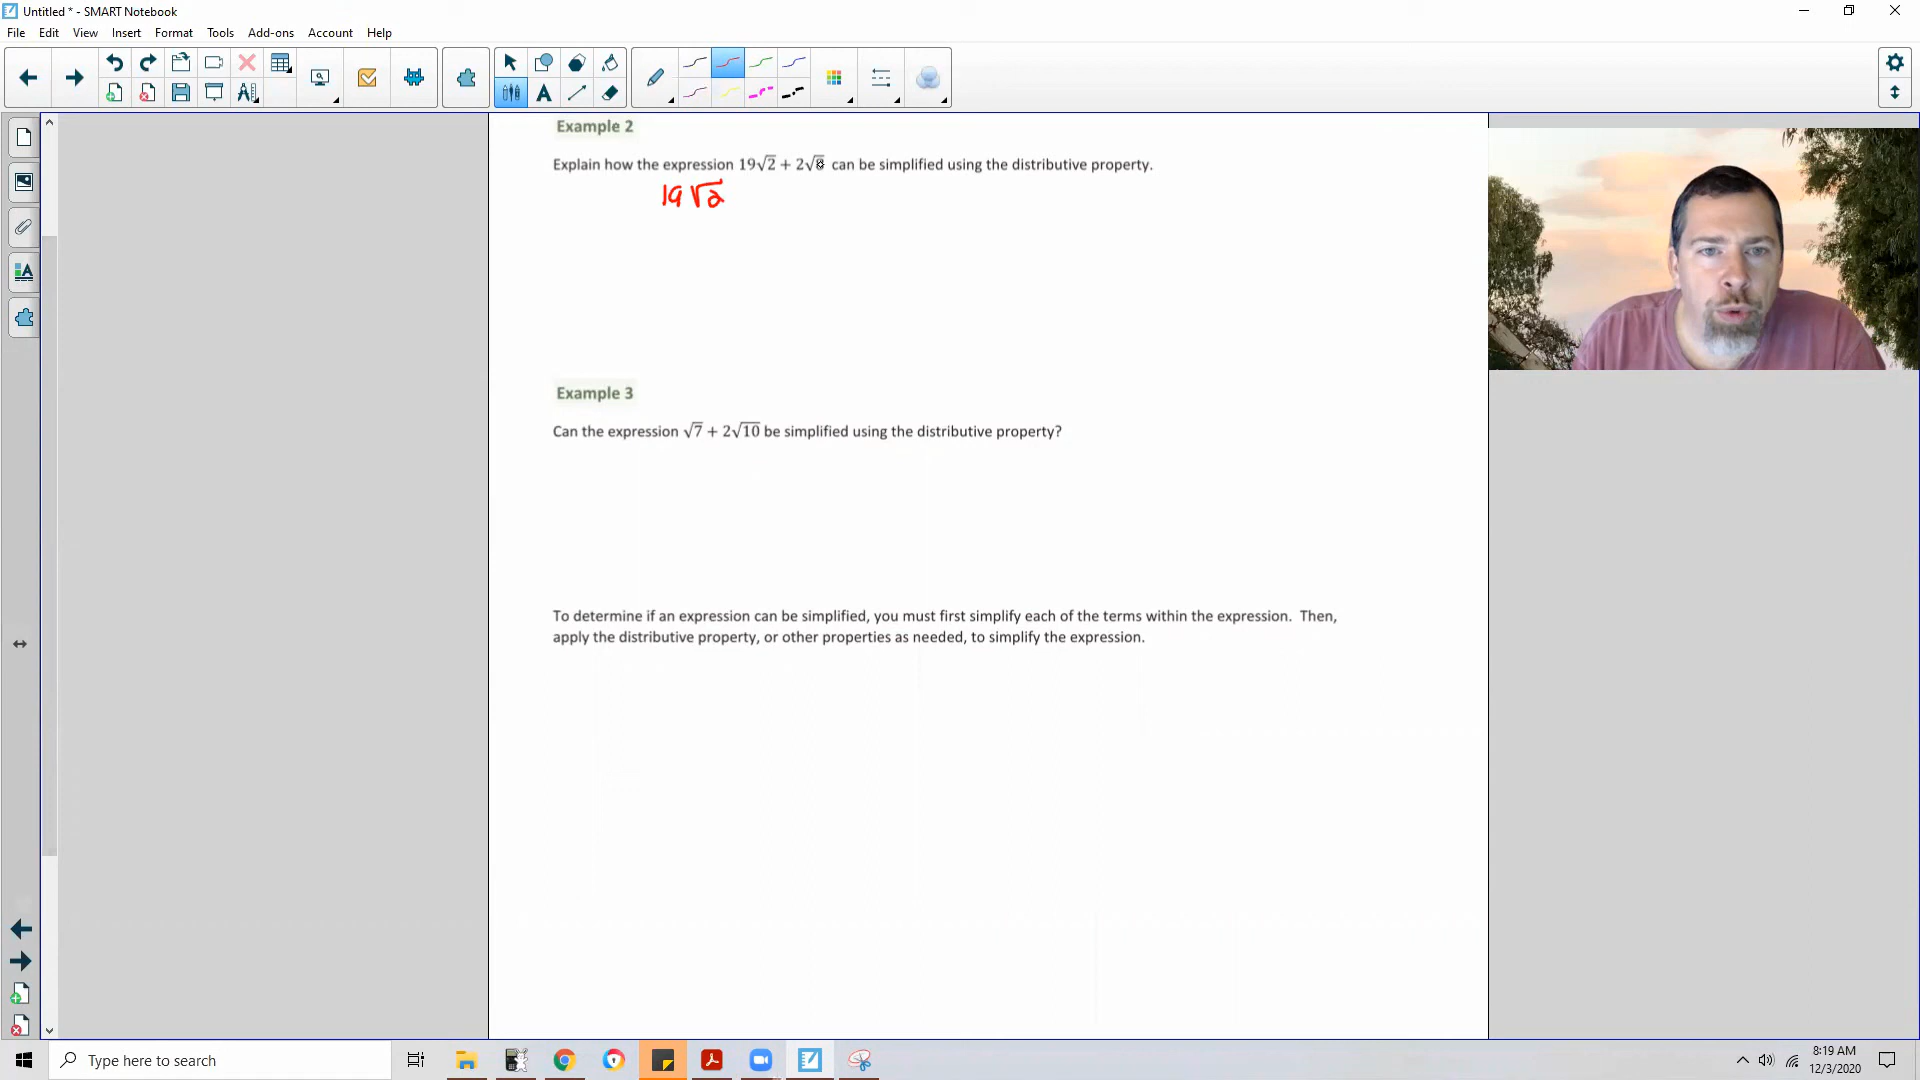 Untitled * - SMART Notebook
File Edit View Insert Format Tools Add-ons Account Help
Example 2
Explain how the expression 19√2 + 2√8 can be simplified using the distributive property.
19√2
Example 3
Can the expression √7 + 2√10 be simplified using the distributive property?
To determine if an expression can be simplified, you must first simplify each of the terms within the expression. Then,
apply the distributive property, or other properties as needed, to simplify the expression.
Type here to search
8:19 AM
12/3/2020